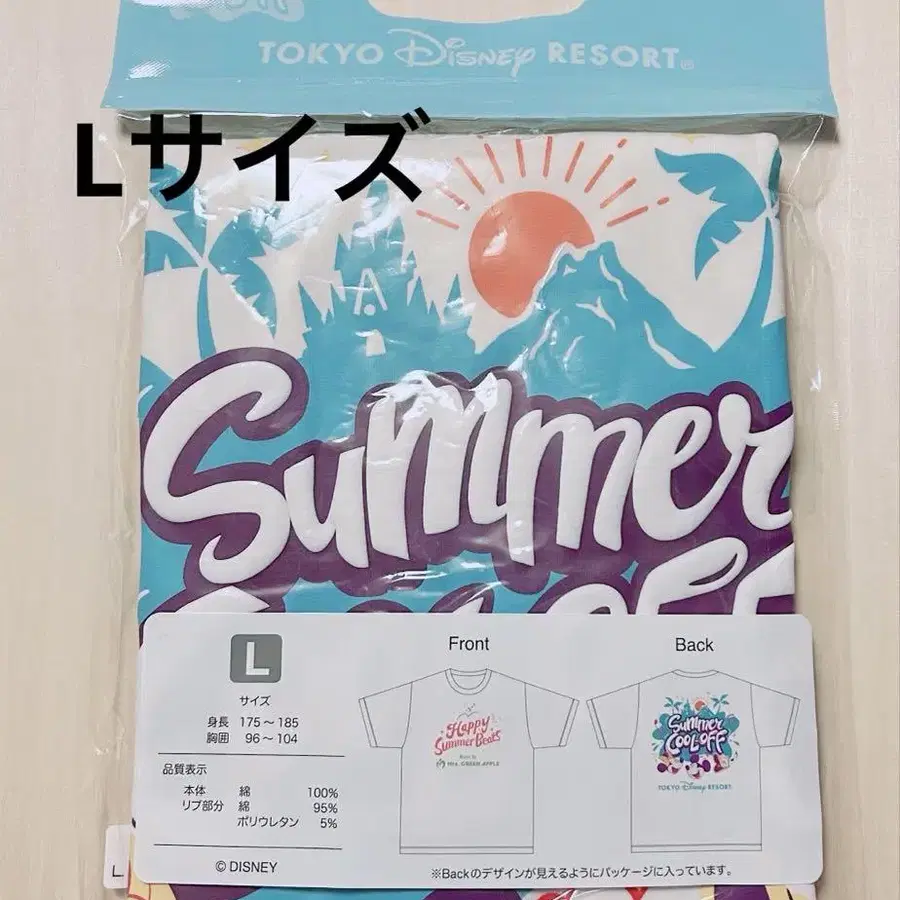 TOKYO Disney RESORT®
Lサイズ
Summer
COOL OFF
L
サイズ
身長 175～185
胸囲 96～104
品質表示
本体 綿 100%
リブ部分 綿 95%
ポリウレタン 5%
© DISNEY
Front
Happy
Summer Beats
Mrs. GREEN APPLE
Back
Summer
COOL OFF
TOKYO Disney RESORT
※Backのデザインが見えるようにパッケージに入っています。
L